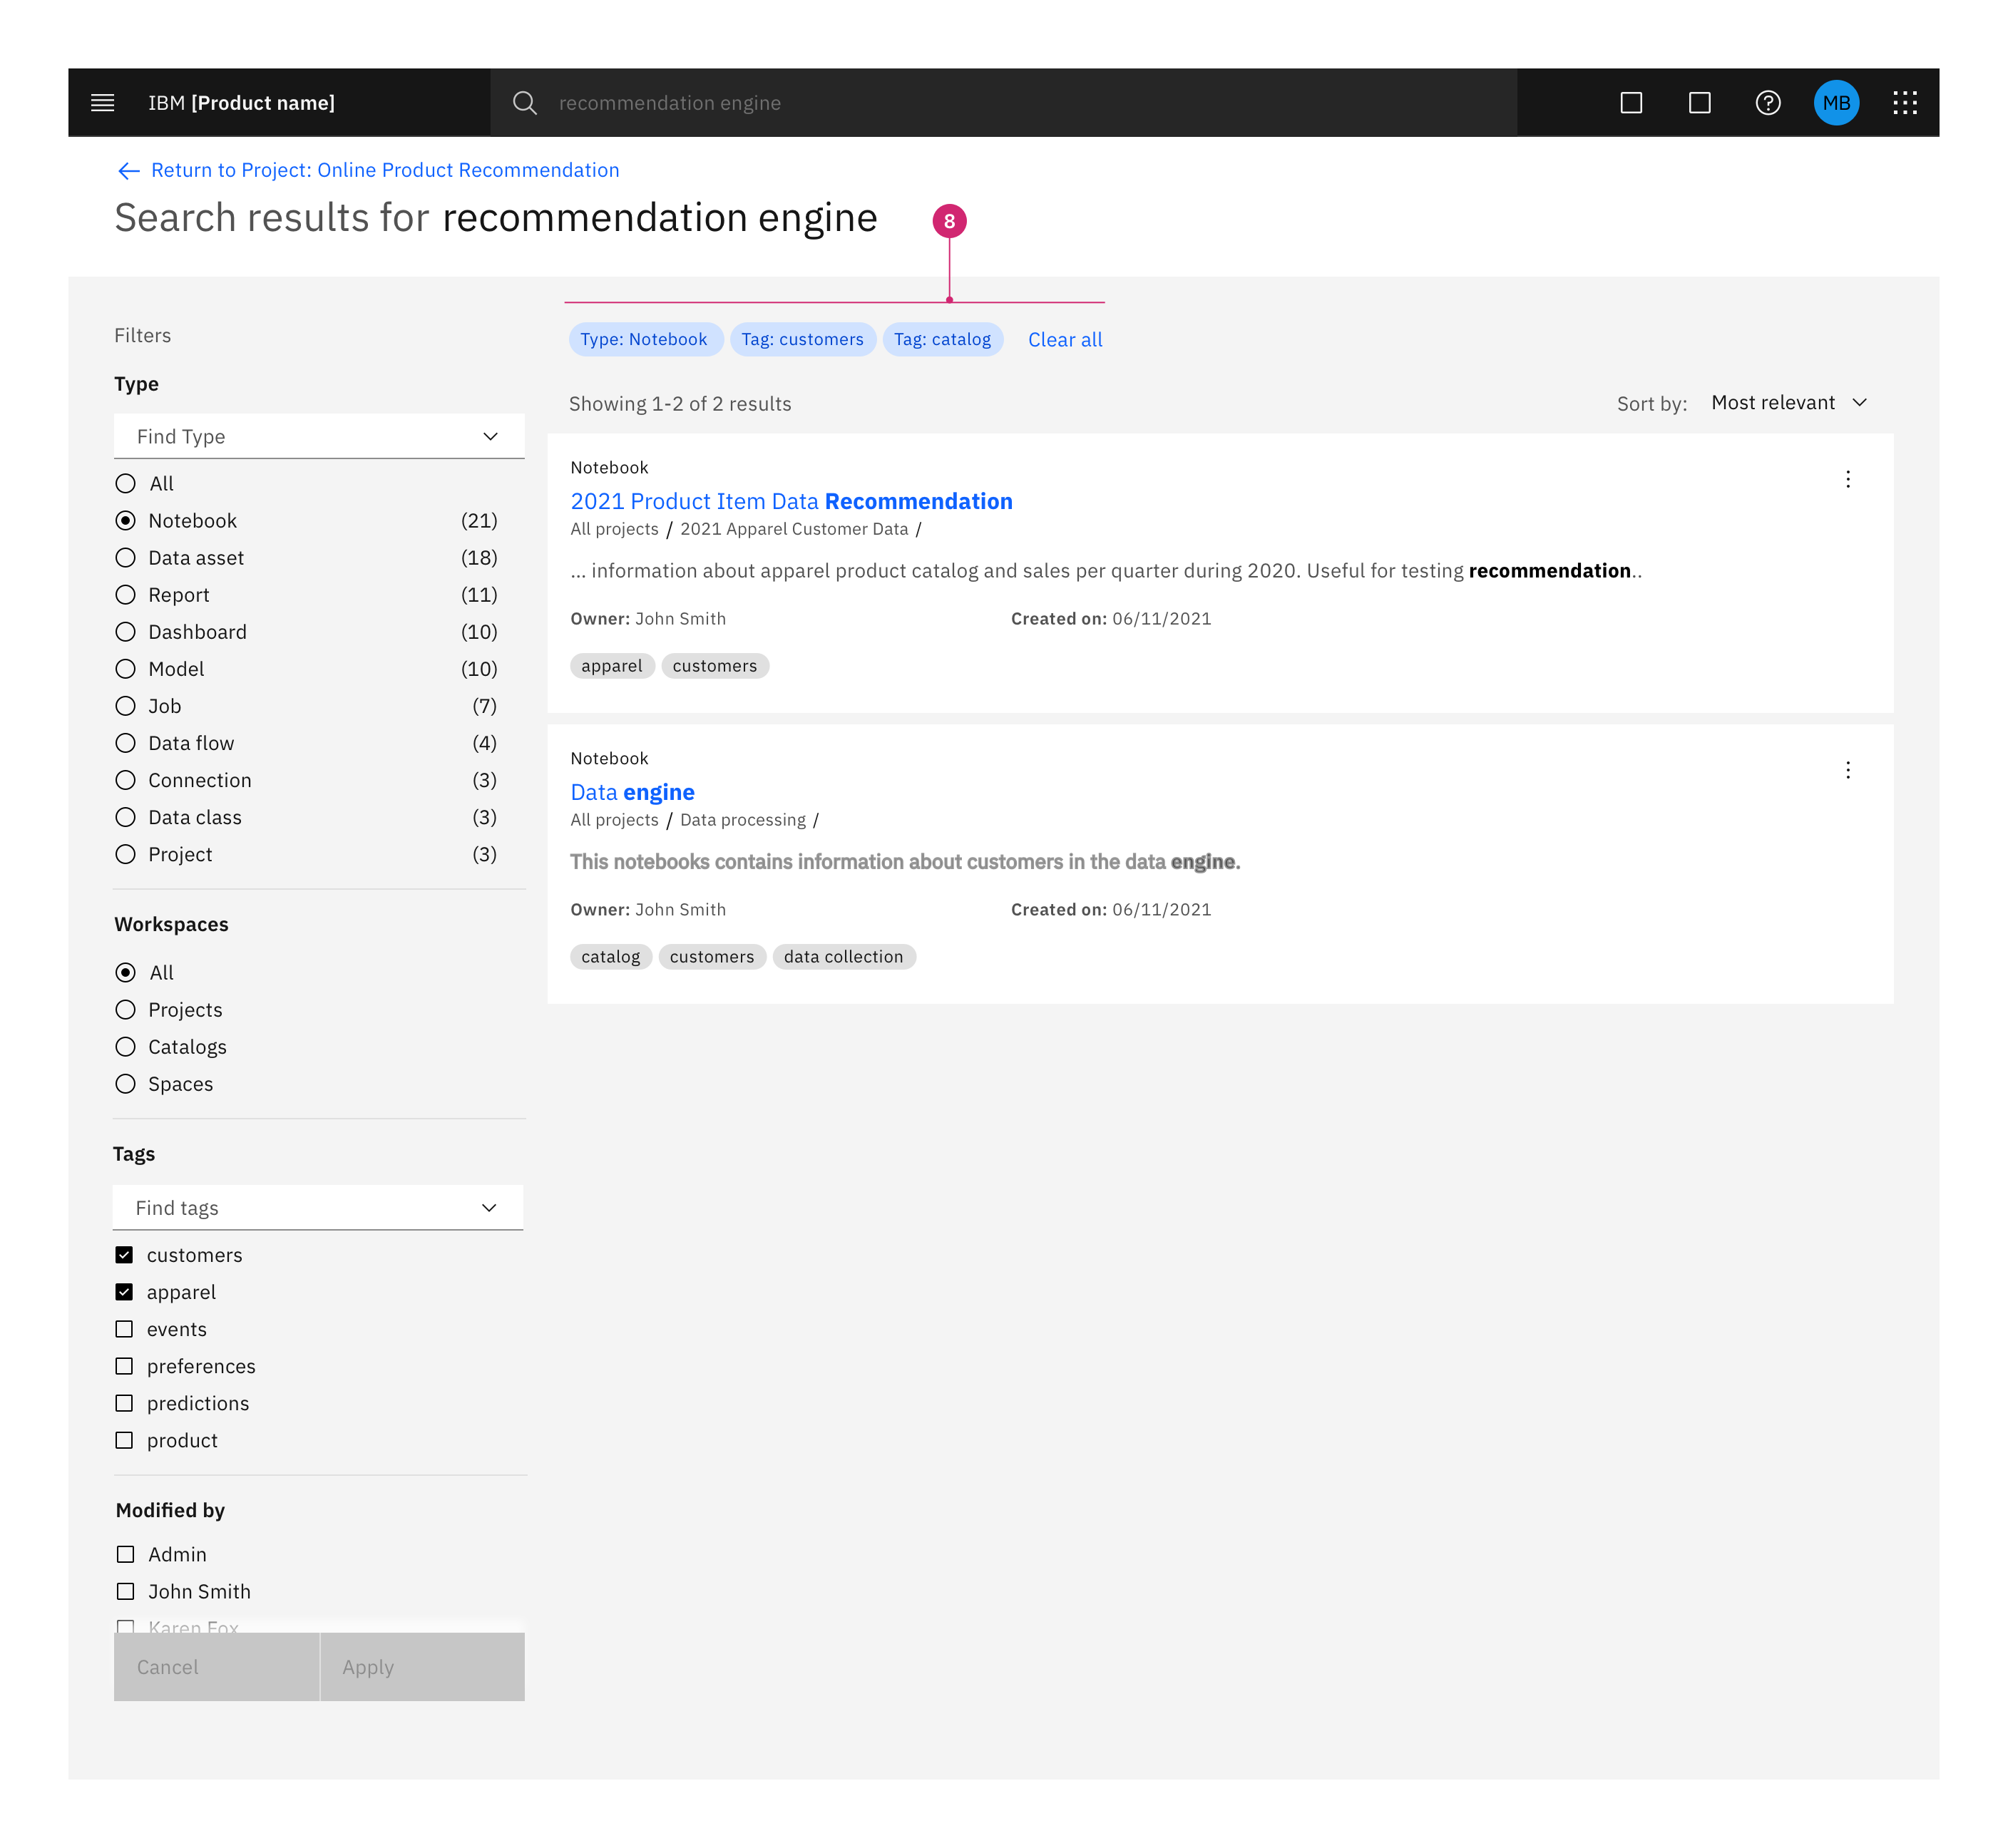 IBM [Product name]
recommendation engine
MB
Return to Project: Online Product Recommendation
Search results for recommendation engine
8
Filters
Type
Find Type
All
Notebook (21)
Data asset (18)
Report (11)
Dashboard (10)
Model (10)
Job (7)
Data flow (4)
Connection (3)
Data class (3)
Project (3)
Workspaces
All
Projects
Catalogs
Spaces
Tags
Find tags
customers
apparel
events
preferences
predictions
product
Modified by
Admin
John Smith
Karen Fox
Cancel Apply
Type: Notebook Tag: customers Tag: catalog Clear all
Showing 1-2 of 2 results
Sort by: Most relevant
Notebook
2021 Product Item Data Recommendation
All projects / 2021 Apparel Customer Data /
... information about apparel product catalog and sales per quarter during 2020. Useful for testing recommendation..
Owner: John Smith Created on: 06/11/2021
apparel customers
Notebook
Data engine
All projects / Data processing /
This notebooks contains information about customers in the data engine.
Owner: John Smith Created on: 06/11/2021
catalog customers data collection